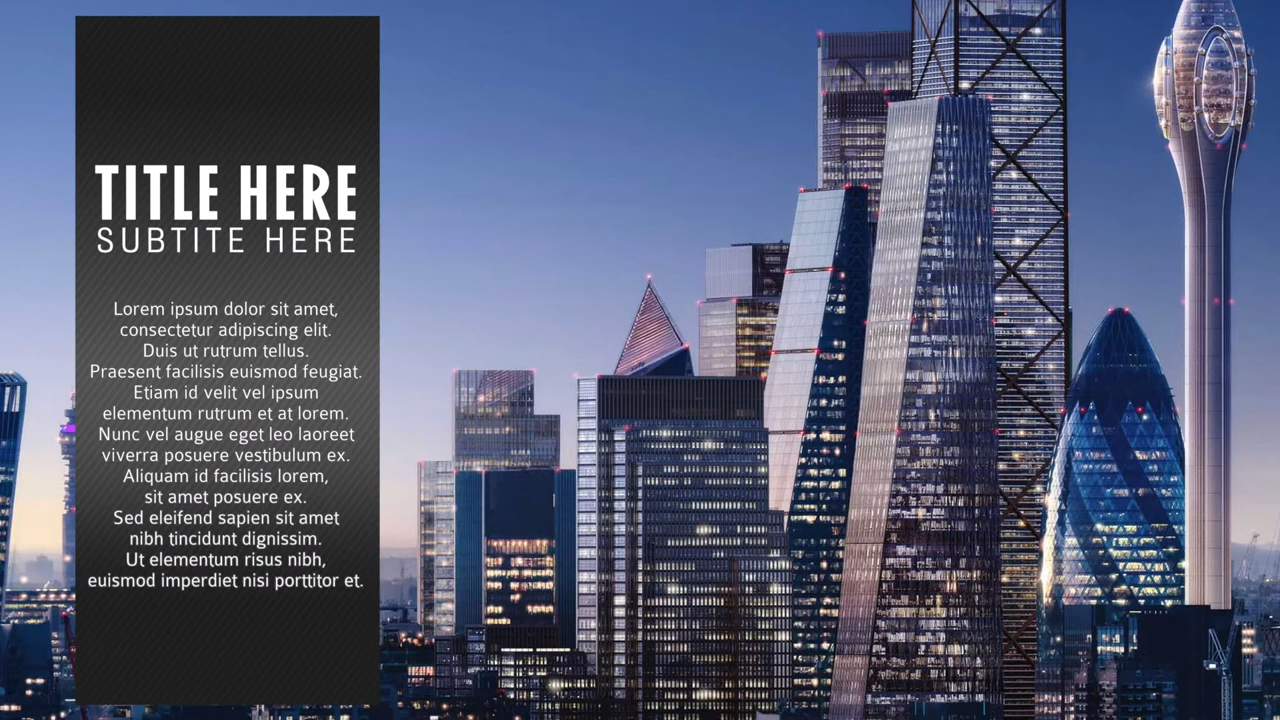 TITLE HERE
SUBTITE HERE
Lorem ipsum dolor sit amet,
consectetur adipiscing elit.
Duis ut rutrum tellus.
Praesent facilisis euismod feugiat.
Etiam id velit vel ipsum
elementum rutrum et at lorem.
Nunc vel augue eget leo laoreet,
viverra posuere vestibulum ex.
Aliquam id facilisis lorem,
sit amet posuere ex.
Sed eleifend sapien sit amet
nibh tincidunt dignissim.
Ut elementum risus nibh,
euismod imperdiet nisi porttitor et.